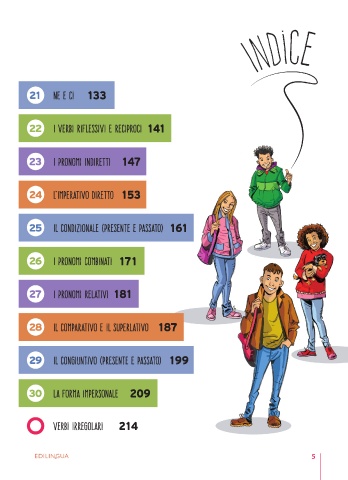 INDICE
21 NE E CI 133
22 I VERBI RIFLESSIVI E RECIPROCI 141
23 I PRONOMI INDIRETTI 147
24 L'IMPERATIVO DIRETTO 153
25 IL CONDIZIONALE (PRESENTE E PASSATO) 161
26 I PRONOMI COMBINATI 171
27 I PRONOMI RELATIVI 181
28 IL COMPARATIVO E IL SUPERLATIVO 187
29 IL CONGIUNTIVO (PRESENTE E PASSATO) 199
30 LA FORMA IMPERSONALE 209
VERBI IRREGOLARI 214
EDILINGUA
5